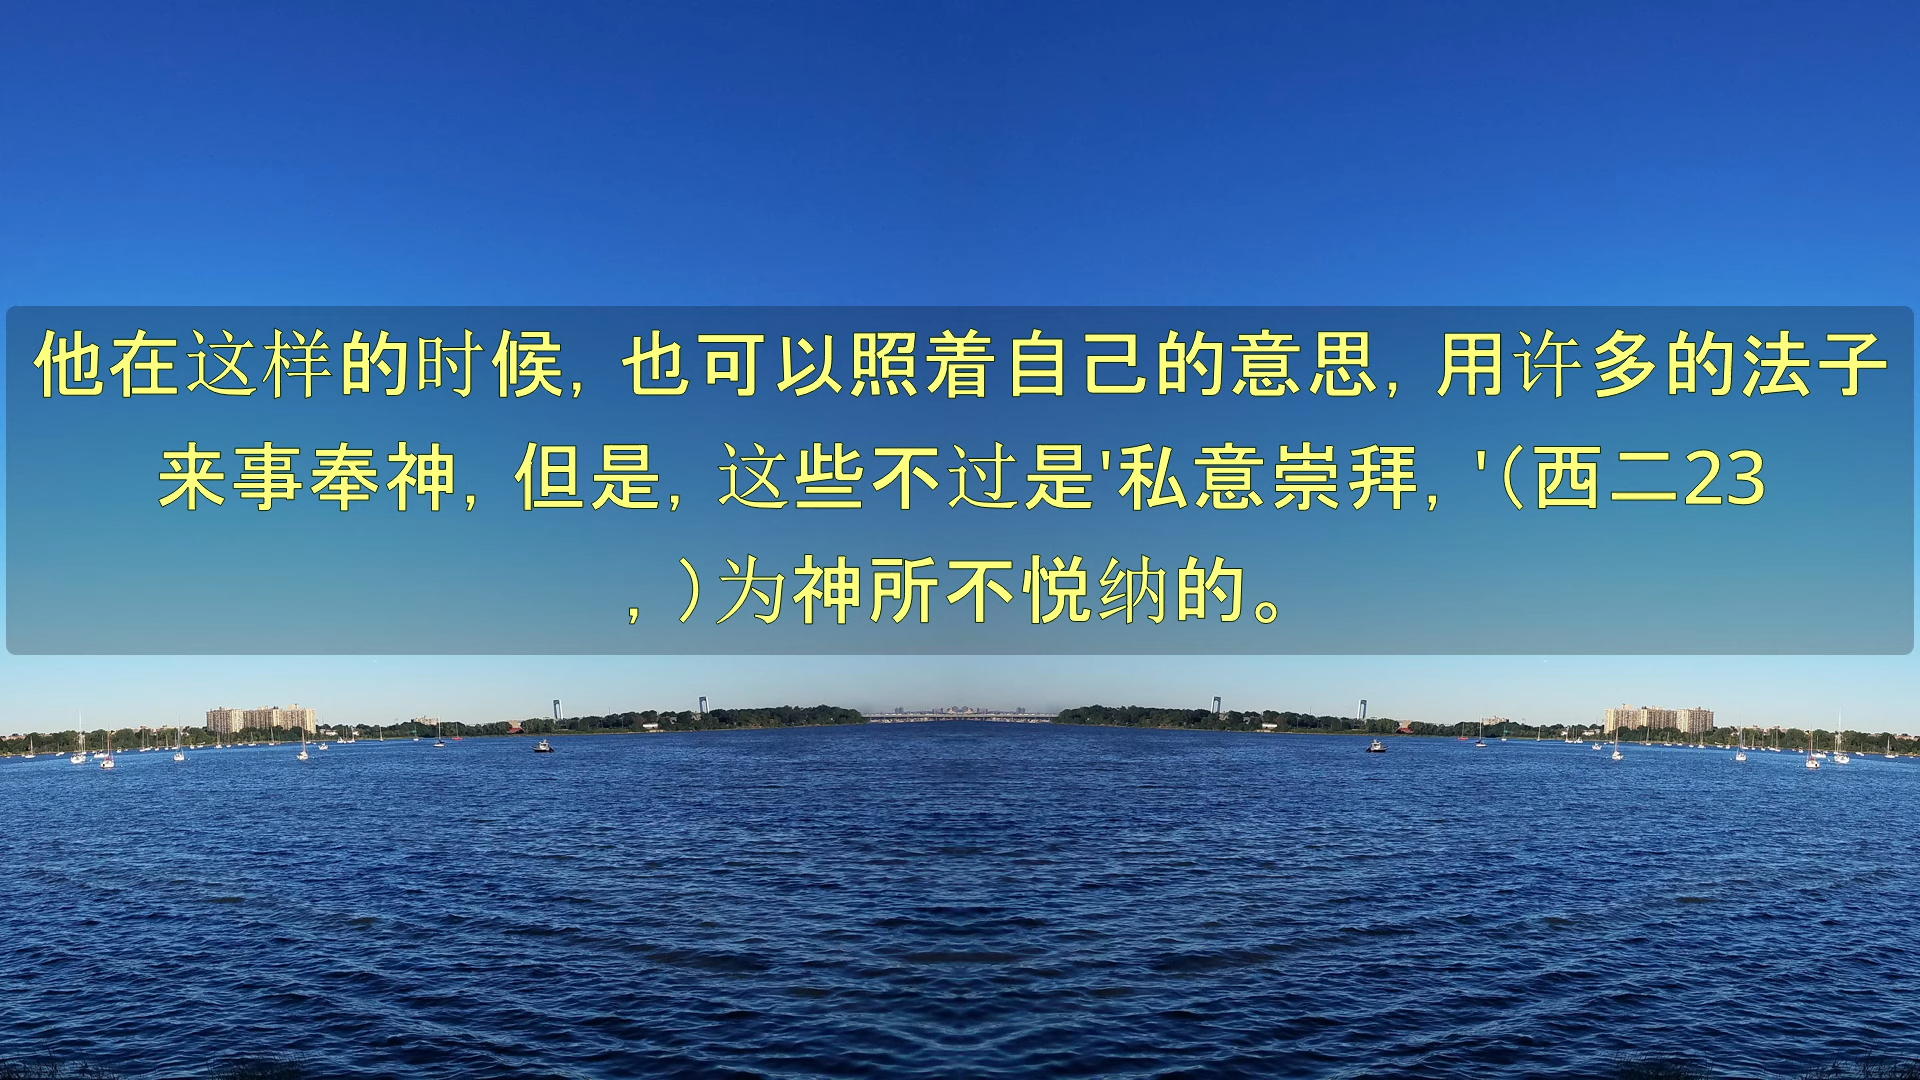 他在这样的时候, 也可以照着自己的意思, 用许多的法子
来事奉神, 但是, 这些不过是'私意崇拜, '(西二23
, )为神所不悦纳的。